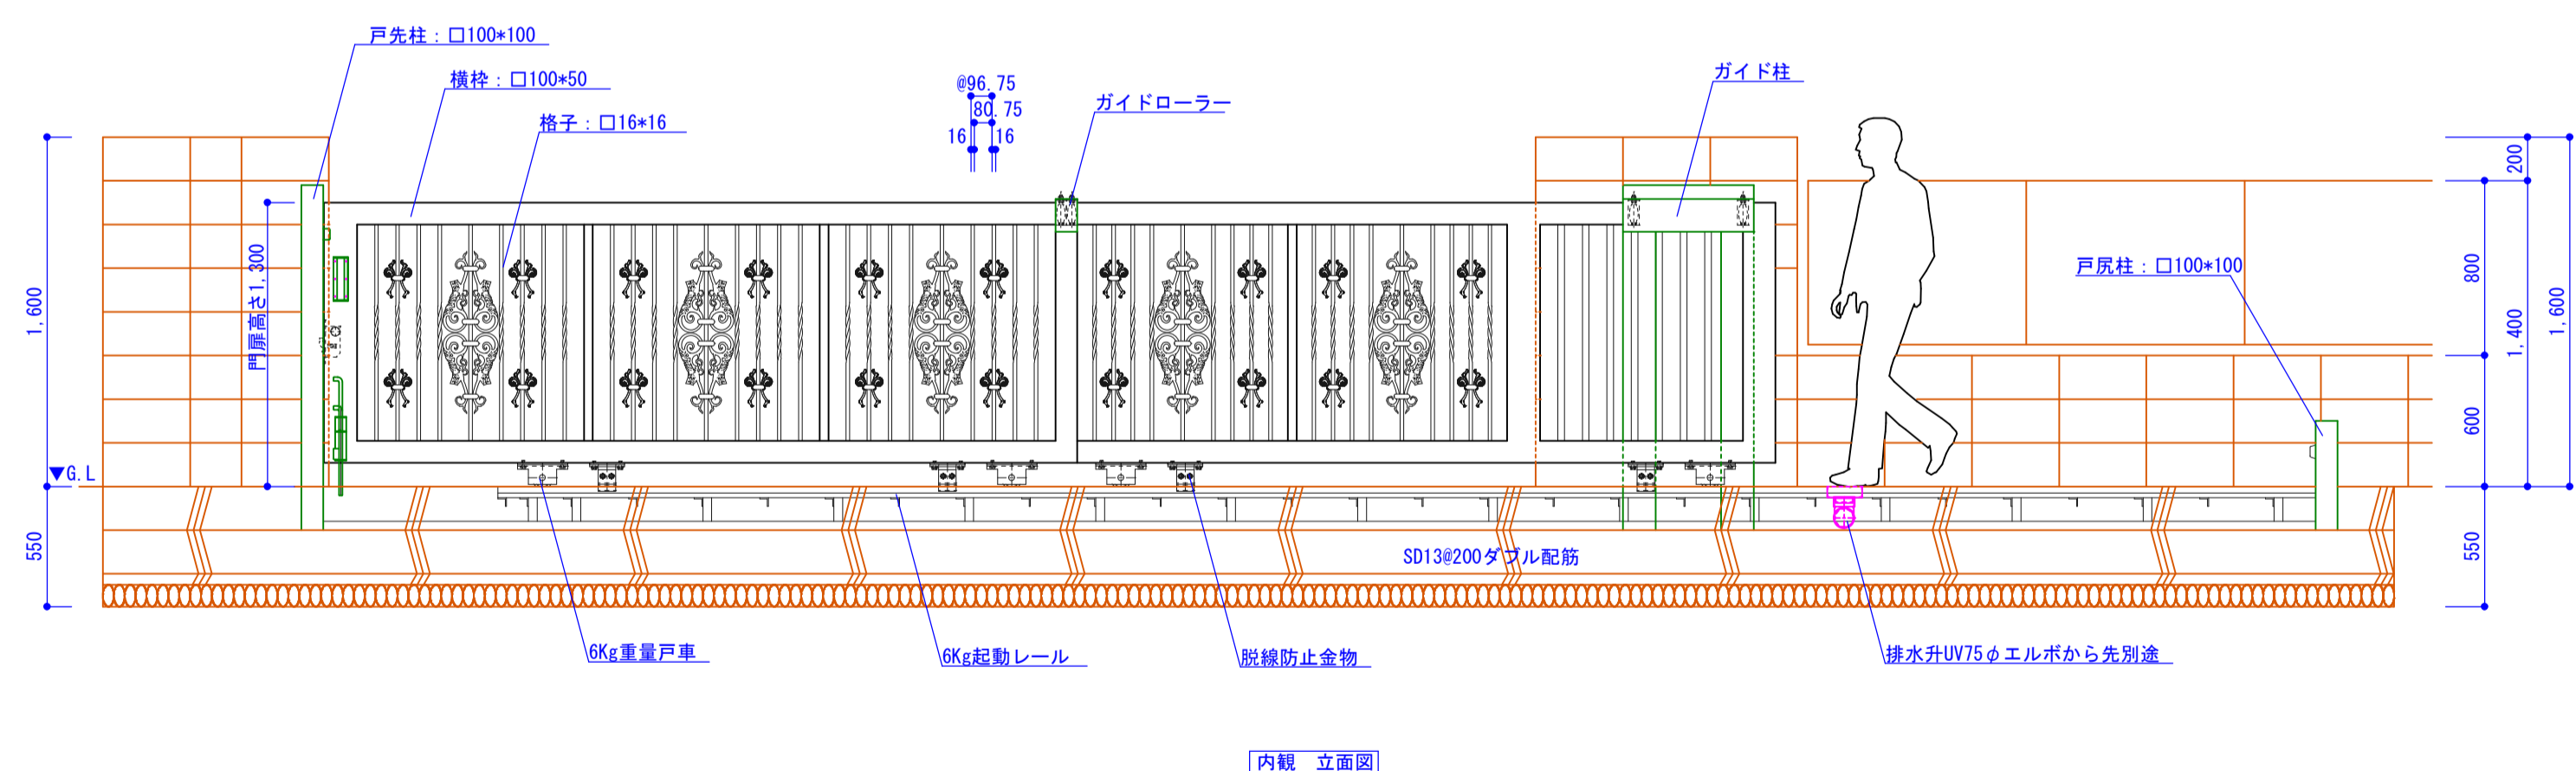 戸先柱：□100*100
横枠：□100*50
格子：□16*16
@96.75
80.75
16
16
ガイドローラー
ガイド柱
戸尻柱：□100*100
1,600
門扉高さ1,300
▼G.L
550
200
800
1,400
1,600
600
550
SD13@200ダブル配筋
6Kg重量戸車
6Kg起動レール
脱線防止金物
排水升UV75φエルボから先別途
内観　立面図